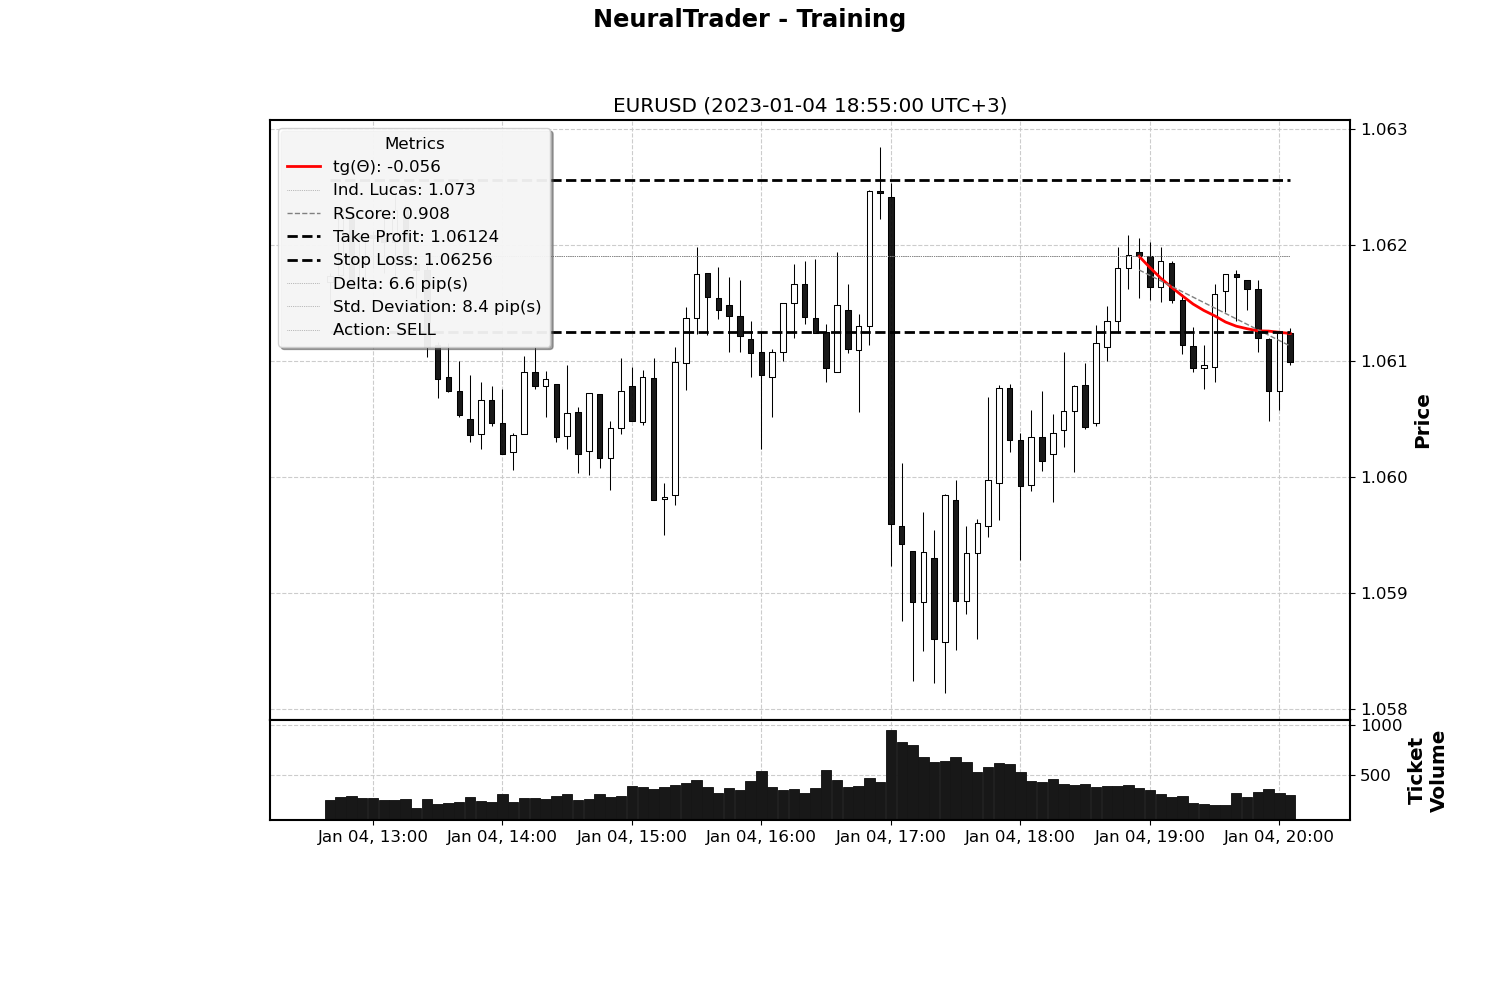 NeuralTrader - Training
EURUSD (2023-01-04 18:55:00 UTC+3)
Metrics
tg(Θ): -0.056
Ind. Lucas: 1.073
RScore: 0.908
Take Profit: 1.06124
Stop Loss: 1.06256
Delta: 6.6 pip(s)
Std. Deviation: 8.4 pip(s)
Action: SELL
1.063
1.062
1.061
1.060
1.059
1.058
Price
1000
500
Ticket
Volume
Jan 04, 13:00
Jan 04, 14:00
Jan 04, 15:00
Jan 04, 16:00
Jan 04, 17:00
Jan 04, 18:00
Jan 04, 19:00
Jan 04, 20:00